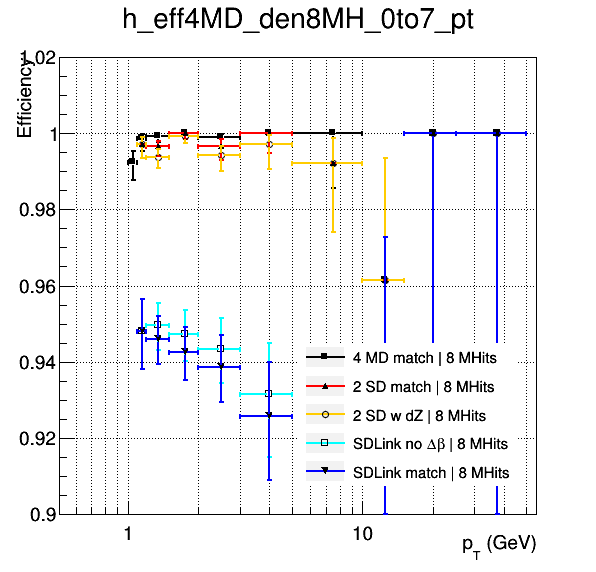 h_eff4MD_den8MH_0to7_pt
Efficiency
1.02
1
0.98
0.96
0.94
0.92
0.9
4 MD match | 8 MHits
2 SD match | 8 MHits
2 SD w dZ | 8 MHits
SDLink no Δβ | 8 MHits
SDLink match | 8 MHits
1
10
p_T (GeV)